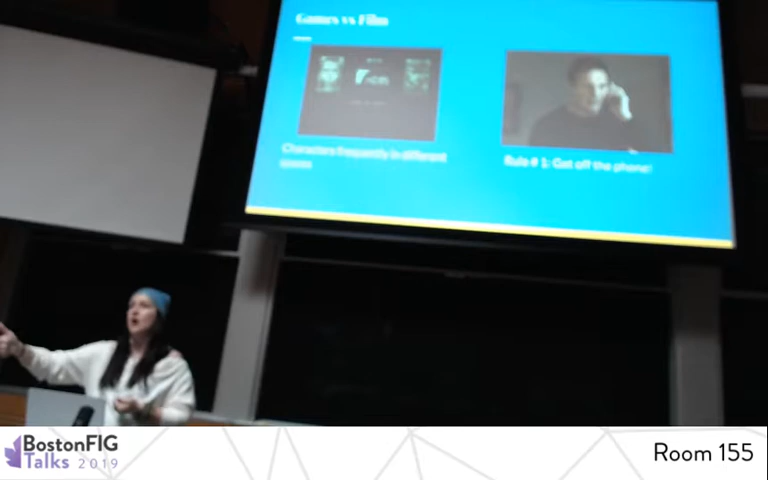 Games vs Film
Characters frequently in different
Rule # 1: Get off the phone!
BostonFIG
Talks 2019
Room 155